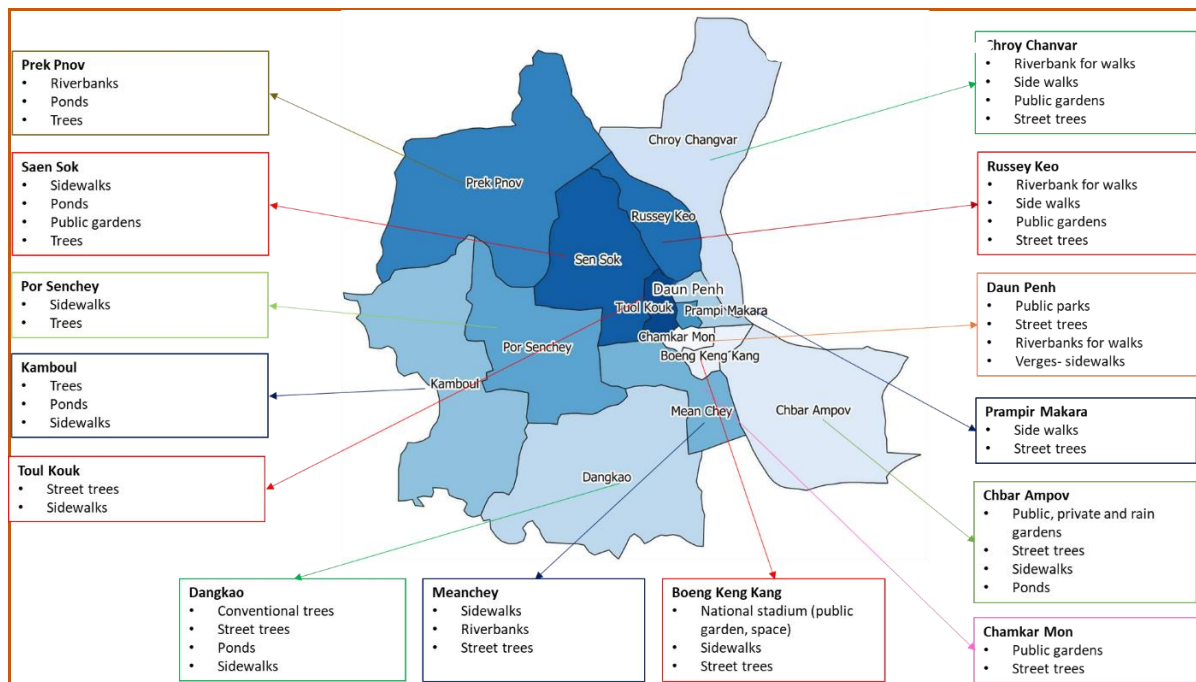 Prek Pnov
• Riverbanks
• Ponds
• Trees
Saen Sok
• Sidewalks
• Ponds
• Public gardens
• Trees
Por Senchey
• Sidewalks
• Trees
Kamboul
• Trees
• Ponds
• Sidewalks
Toul Kouk
• Street trees
• Sidewalks
Chroy Changvar
Prek Pnov
Russey Keo
Sen Sok
Daun Penh
Tuol Kouk
Prampi Makara
Chamkar Mon
Por Senchey
Boeng Keng Kang
Kamboul
Mean Chey
Chbar Ampov
Dangkao
Chroy Chanvar
• Riverbank for walks
• Side walks
• Public gardens
• Street trees
Russey Keo
• Riverbank for walks
• Side walks
• Public gardens
• Street trees
Daun Penh
• Public parks
• Street trees
• Riverbanks for walks
• Verges- sidewalks
Prampir Makara
• Side walks
• Street trees
Chbar Ampov
• Public, private and rain
gardens
• Street trees
• Sidewalks
• Ponds
Chamkar Mon
• Public gardens
• Street trees
Dangkao
• Conventional trees
• Street trees
• Ponds
• Sidewalks
Meanchey
• Sidewalks
• Riverbanks
• Street trees
Boeng Keng Kang
• National stadium (public
garden, space)
• Sidewalks
• Street trees